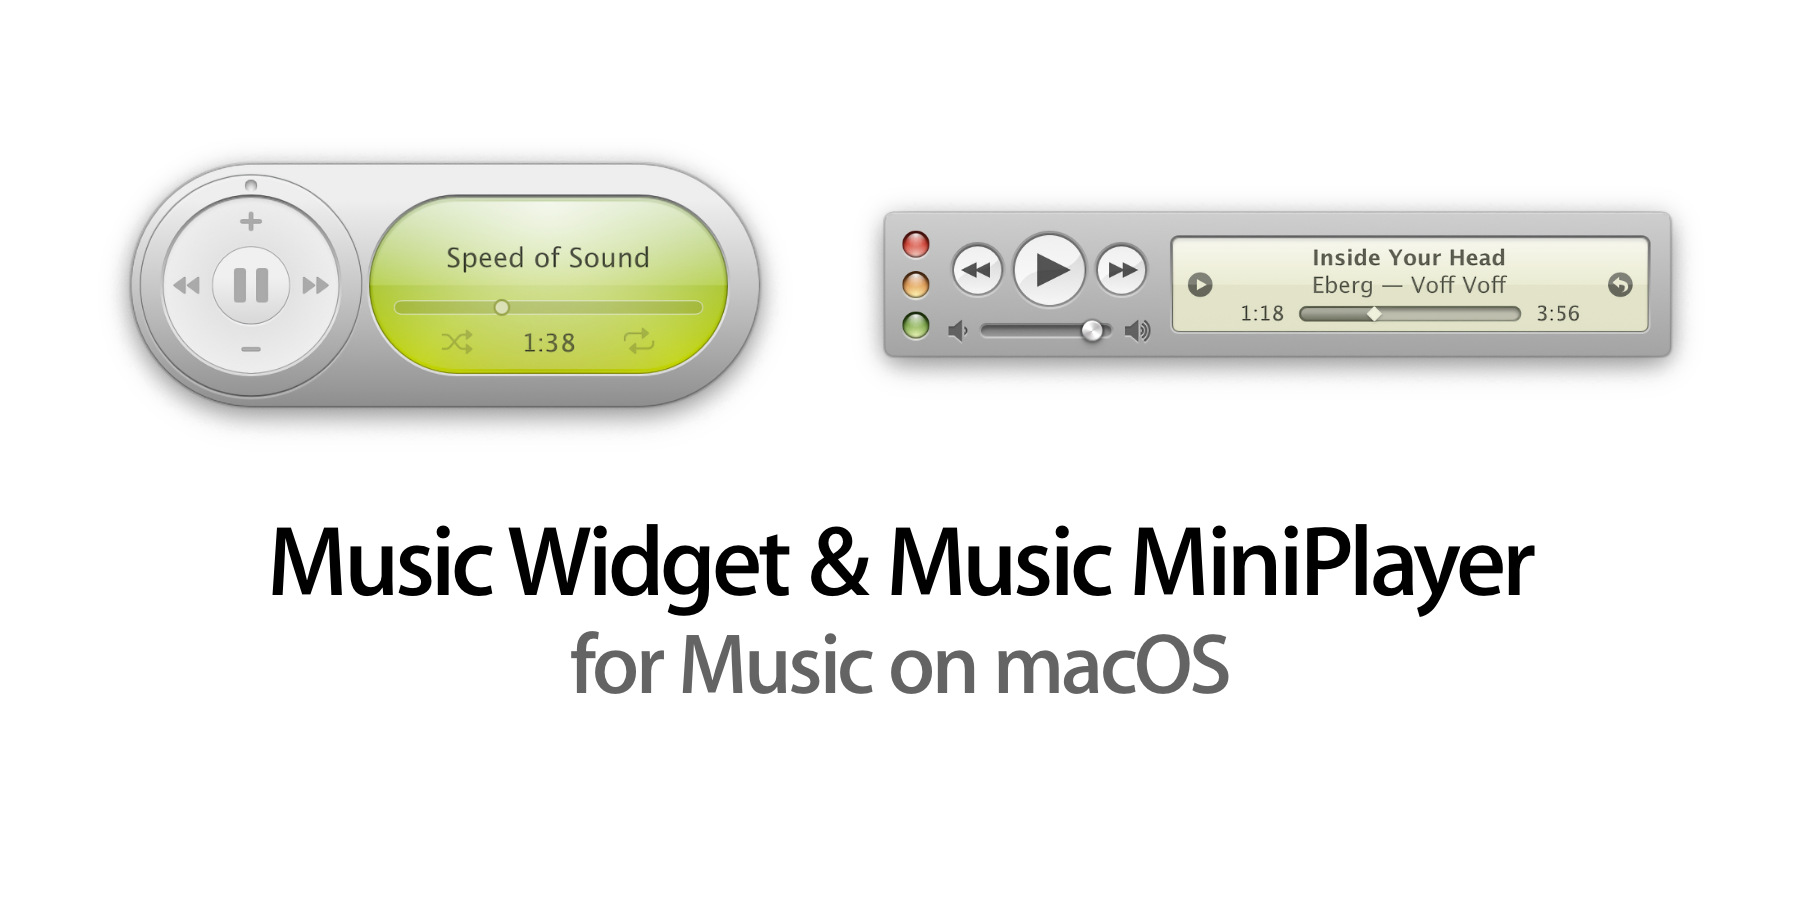 Speed of Sound
1:38
Inside Your Head
Eberg — Voff Voff
1:18 3:56
Music Widget & Music MiniPlayer
for Music on macOS